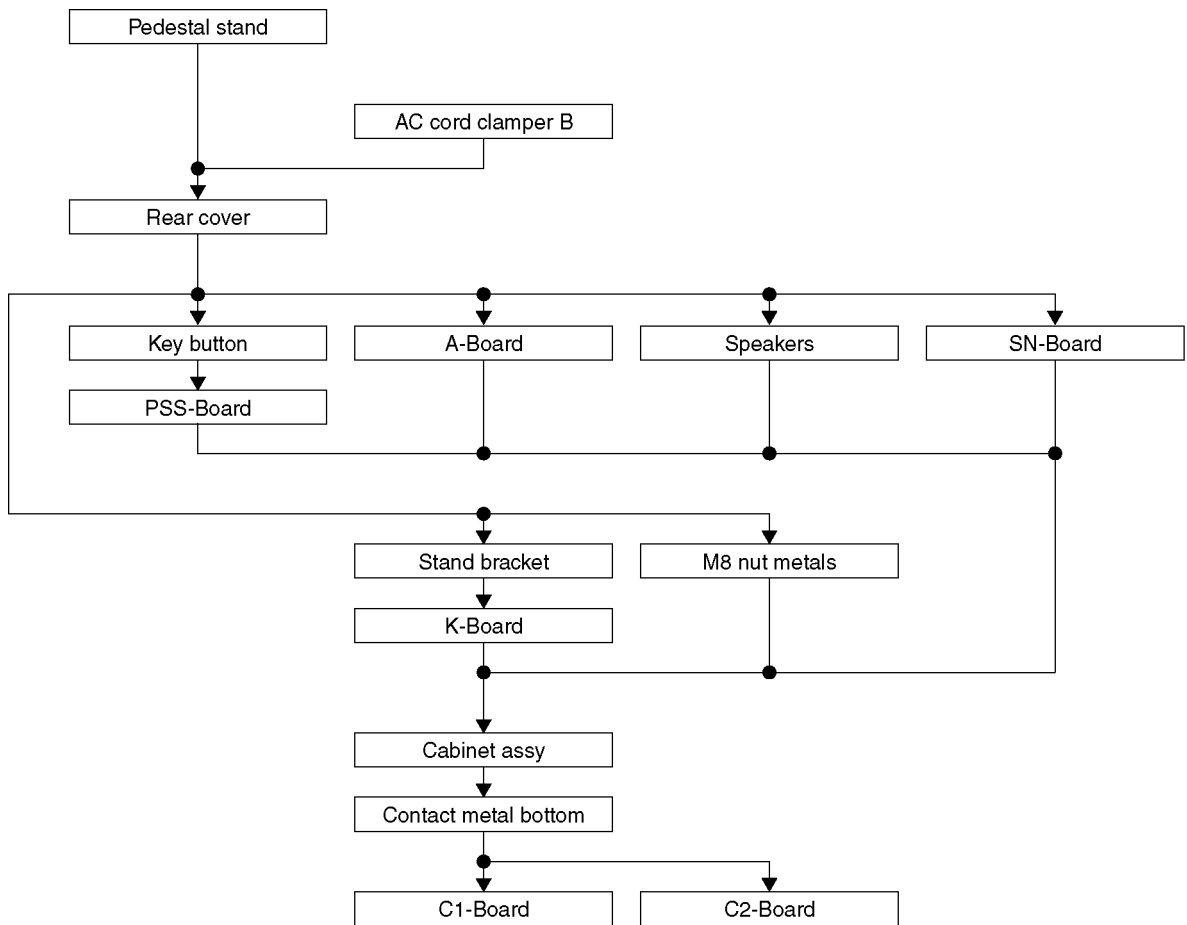 Pedestal stand
AC cord clamper B
Rear cover
Key button
A-Board
Speakers
SN-Board
PSS-Board
Stand bracket
M8 nut metals
K-Board
Cabinet assy
Contact metal bottom
C1-Board
C2-Board